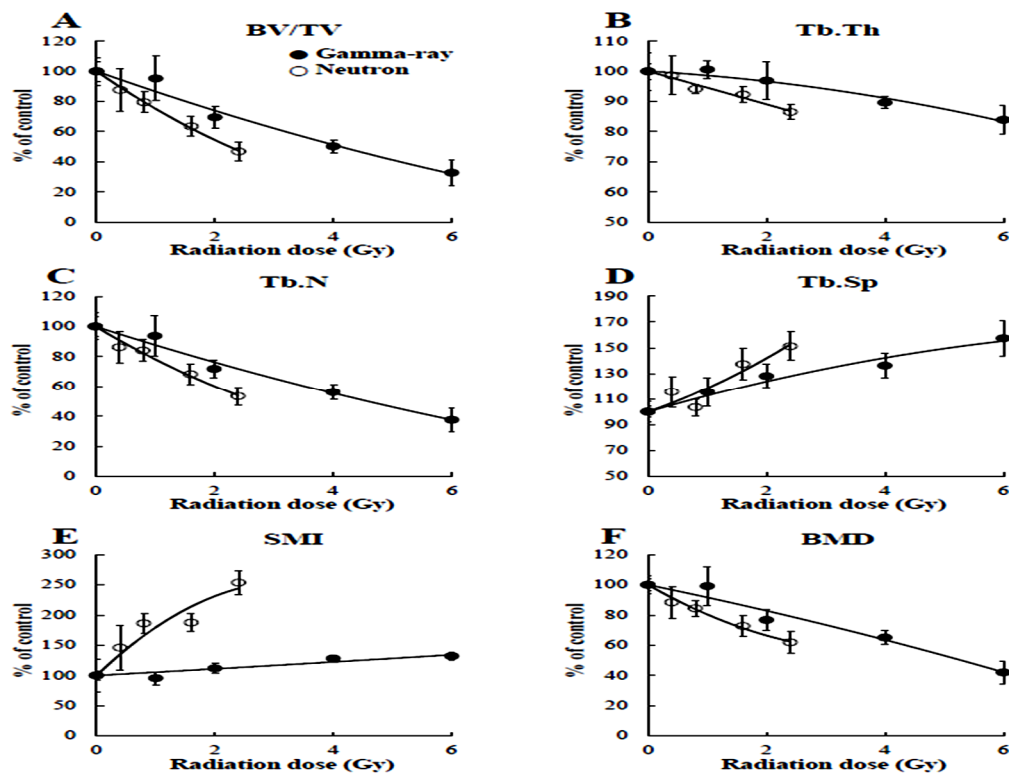 A
BV/TV
Gamma-ray
Neutron
% of control
120
100
80
60
40
20
0
0
2
4
6
Radiation dose (Gy)
B
Tb.Th
% of control
110
100
90
80
70
60
50
0
2
4
6
Radiation dose (Gy)
C
Tb.N
% of control
120
100
80
60
40
20
0
0
2
4
6
Radiation dose (Gy)
D
Tb.Sp
% of control
190
170
150
130
110
90
70
50
0
2
4
6
Radiation dose (Gy)
E
SMI
% of control
300
250
200
150
100
50
0
0
2
4
6
Radiation dose (Gy)
F
BMD
% of control
120
100
80
60
40
20
0
0
2
4
6
Radiation dose (Gy)